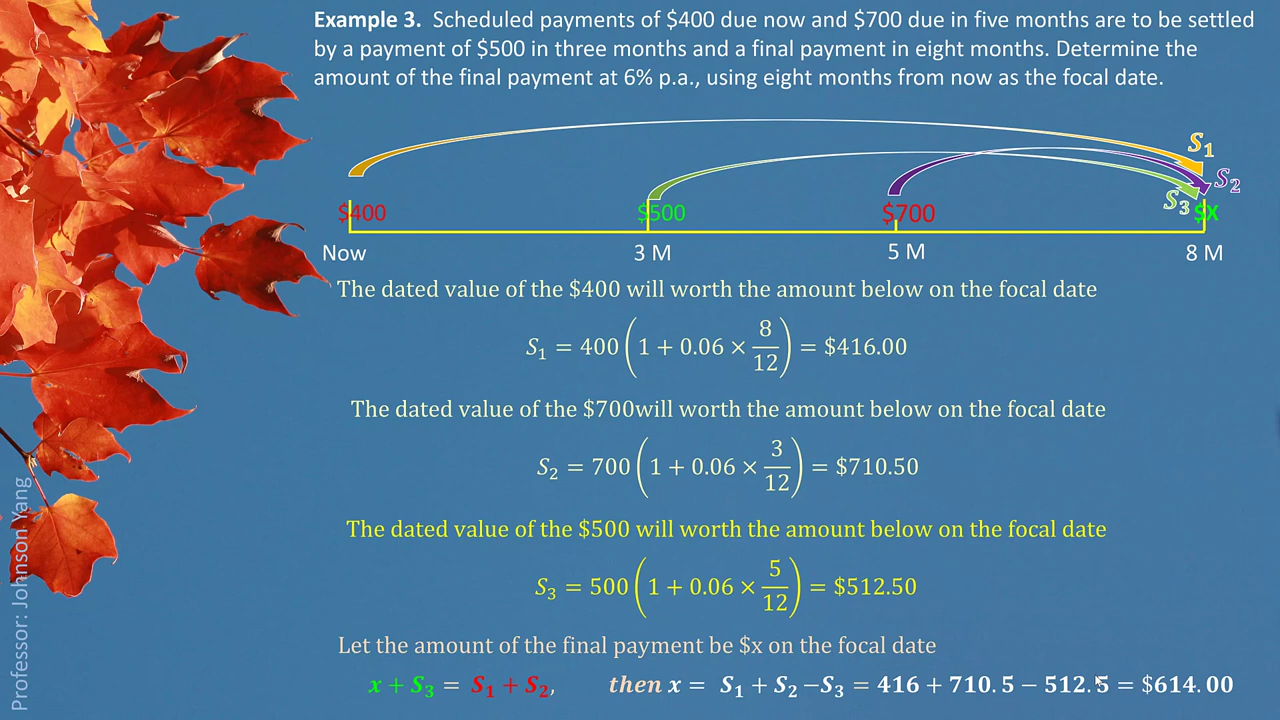 Example 3. Scheduled payments of $400 due now and $700 due in five months are to be settled
by a payment of $500 in three months and a final payment in eight months. Determine the
amount of the final payment at 6% p.a., using eight months from now as the focal date.
S₁
S₂
S₃
$400 $500 $700 $X
Now 3 M 5 M 8 M
The dated value of the $400 will worth the amount below on the focal date
S₁ = 400(1 + 0.06 × 8/12) = $416.00
The dated value of the $700will worth the amount below on the focal date
S₂ = 700(1 + 0.06 × 3/12) = $710.50
The dated value of the $500 will worth the amount below on the focal date
S₃ = 500(1 + 0.06 × 5/12) = $512.50
Let the amount of the final payment be $x on the focal date
x + S₃ = S₁ + S₂, then x = S₁ + S₂ −S₃ = 416 + 710.5 − 512.5 = $614.00
Professor: Johnson Yang